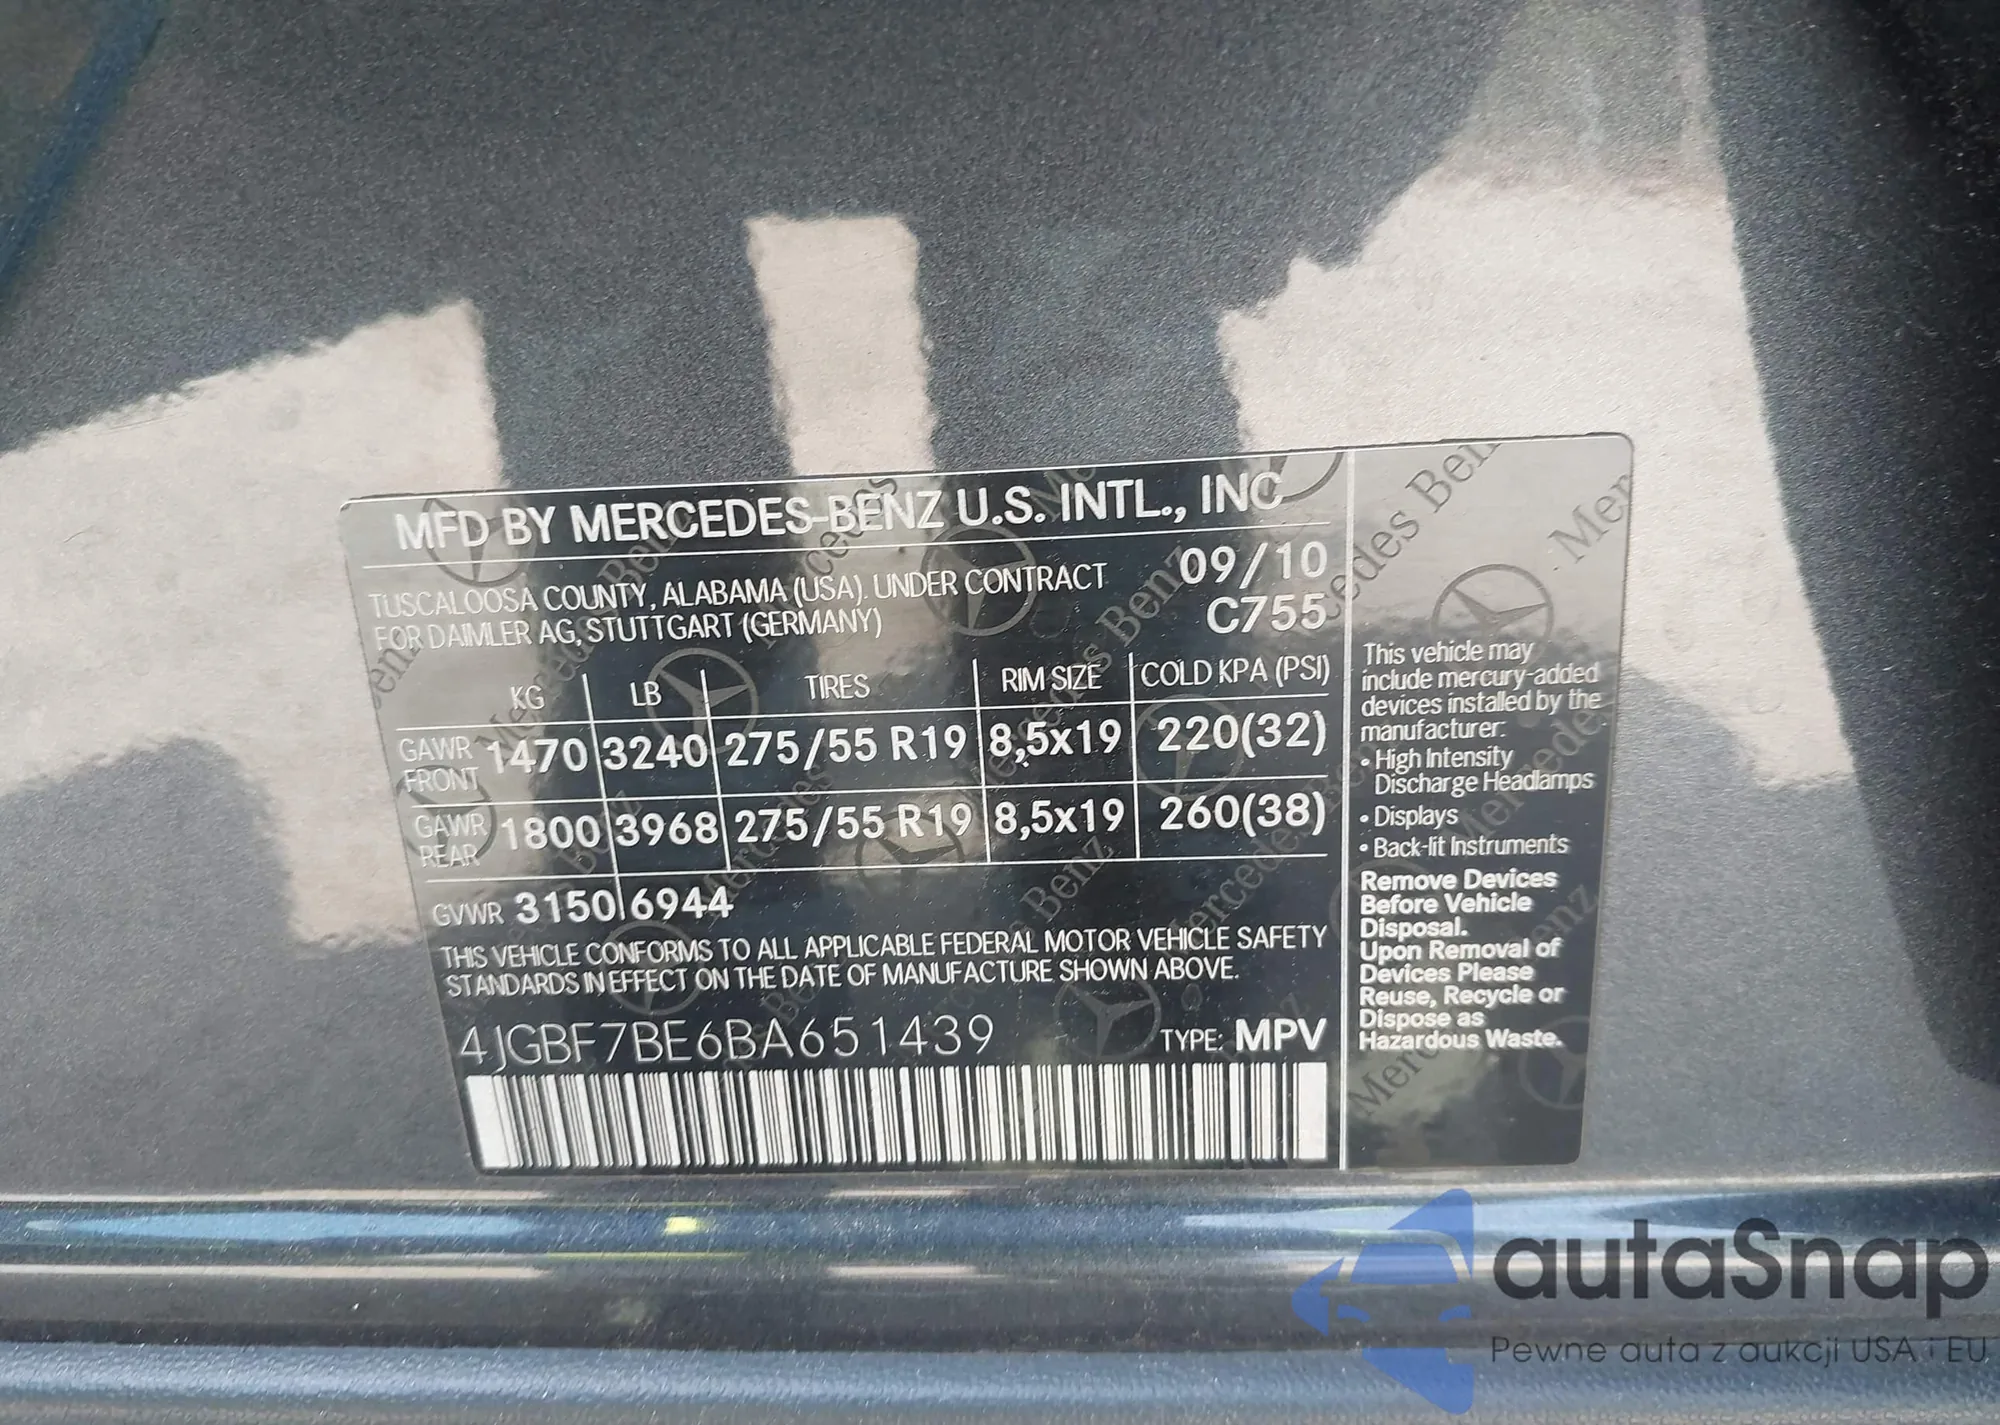 MFD BY MERCEDES-BENZ U.S. INTL., INC
TUSCALOOSA COUNTY, ALABAMA (USA). UNDER CONTRACT
FOR DAIMLER AG, STUTTGART (GERMANY)
09/10
C755
KG LB TIRES RIM SIZE COLD KPA (PSI)
GAWR FRONT 1470 3240 275/55 R19 8,5x19 220(32)
GAWR REAR 1800 3968 275/55 R19 8,5x19 260(38)
GVWR 3150 6944
THIS VEHICLE CONFORMS TO ALL APPLICABLE FEDERAL MOTOR VEHICLE SAFETY
STANDARDS IN EFFECT ON THE DATE OF MANUFACTURE SHOWN ABOVE.
4JGBF7BE6BA651439 TYPE: MPV
This vehicle may
include mercury-added
devices installed by the
manufacturer:
• High Intensity
Discharge Headlamps
• Displays
• Back-lit Instruments
Remove Devices
Before Vehicle
Disposal.
Upon Removal of
Devices Please
Reuse, Recycle or
Dispose as
Hazardous Waste.
autaSnap
Pewne auta z aukcji USA i EU